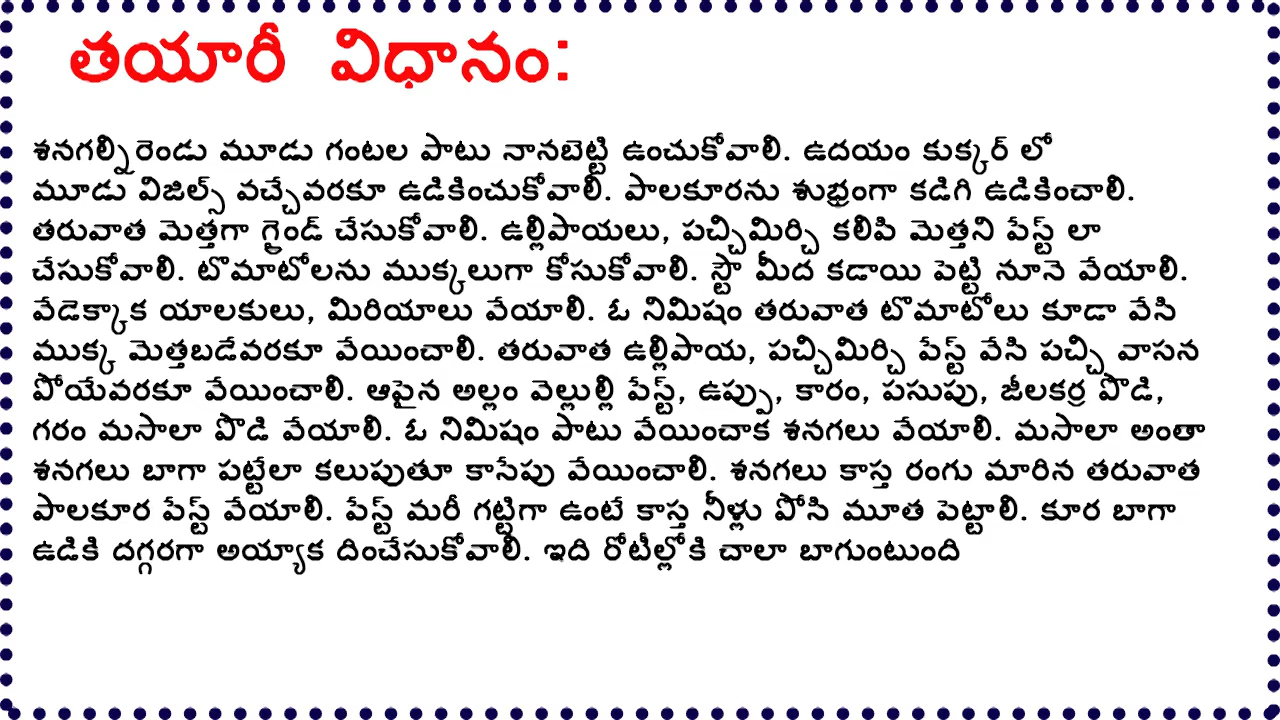 తయారీ విధానం:
శనగల్ని రెండు మూడు గంటల పాటు నానబెట్టి ఉంచుకోవాలి. ఉదయం కుక్కర్ లో
మూడు విజిల్స్ వచ్చేవరకూ ఉడికించుకోవాలి. పాలకూరను శుభ్రంగా కడిగి ఉడికించాలి.
తరువాత మెత్తగా గ్రైండ్ చేసుకోవాలి. ఉల్లిపాయలు, పచ్చిమిర్చి కలిపి మెత్తని పేస్ట్ లా
చేసుకోవాలి. టొమాటోలను ముక్కలుగా కోసుకోవాలి. స్టౌ మీద కడాయి పెట్టి నూనె వేయాలి.
వేడెక్కాక యాలకులు, మిరియాలు వేయాలి. ఓ నిమిషం తరువాత టొమాటోలు కూడా వేసి
ముక్క మెత్తబడేవరకూ వేయించాలి. తరువాత ఉల్లిపాయ, పచ్చిమిర్చి పేస్ట్ వేసి పచ్చి వాసన
పోయేవరకూ వేయించాలి. ఆపైన అల్లం వెల్లుల్లి పేస్ట్, ఉప్పు, కారం, పసుపు, జీలకర్ర పొడి,
గరం మసాలా పొడి వేయాలి. ఓ నిమిషం పాటు వేయించాక శనగలు వేయాలి. మసాలా అంతా
శనగలు బాగా పట్టేలా కలుపుతూ కాసేపు వేయించాలి. శనగలు కాస్త రంగు మారిన తరువాత
పాలకూర పేస్ట్ వేయాలి. పేస్ట్ మరీ గట్టిగా ఉంటే కాస్త నీళ్లు పోసి మూత పెట్టాలి. కూర బాగా
ఉడికి దగ్గరగా అయ్యాక దించేసుకోవాలి. ఇది రోటీల్లోకి చాలా బాగుంటుంది